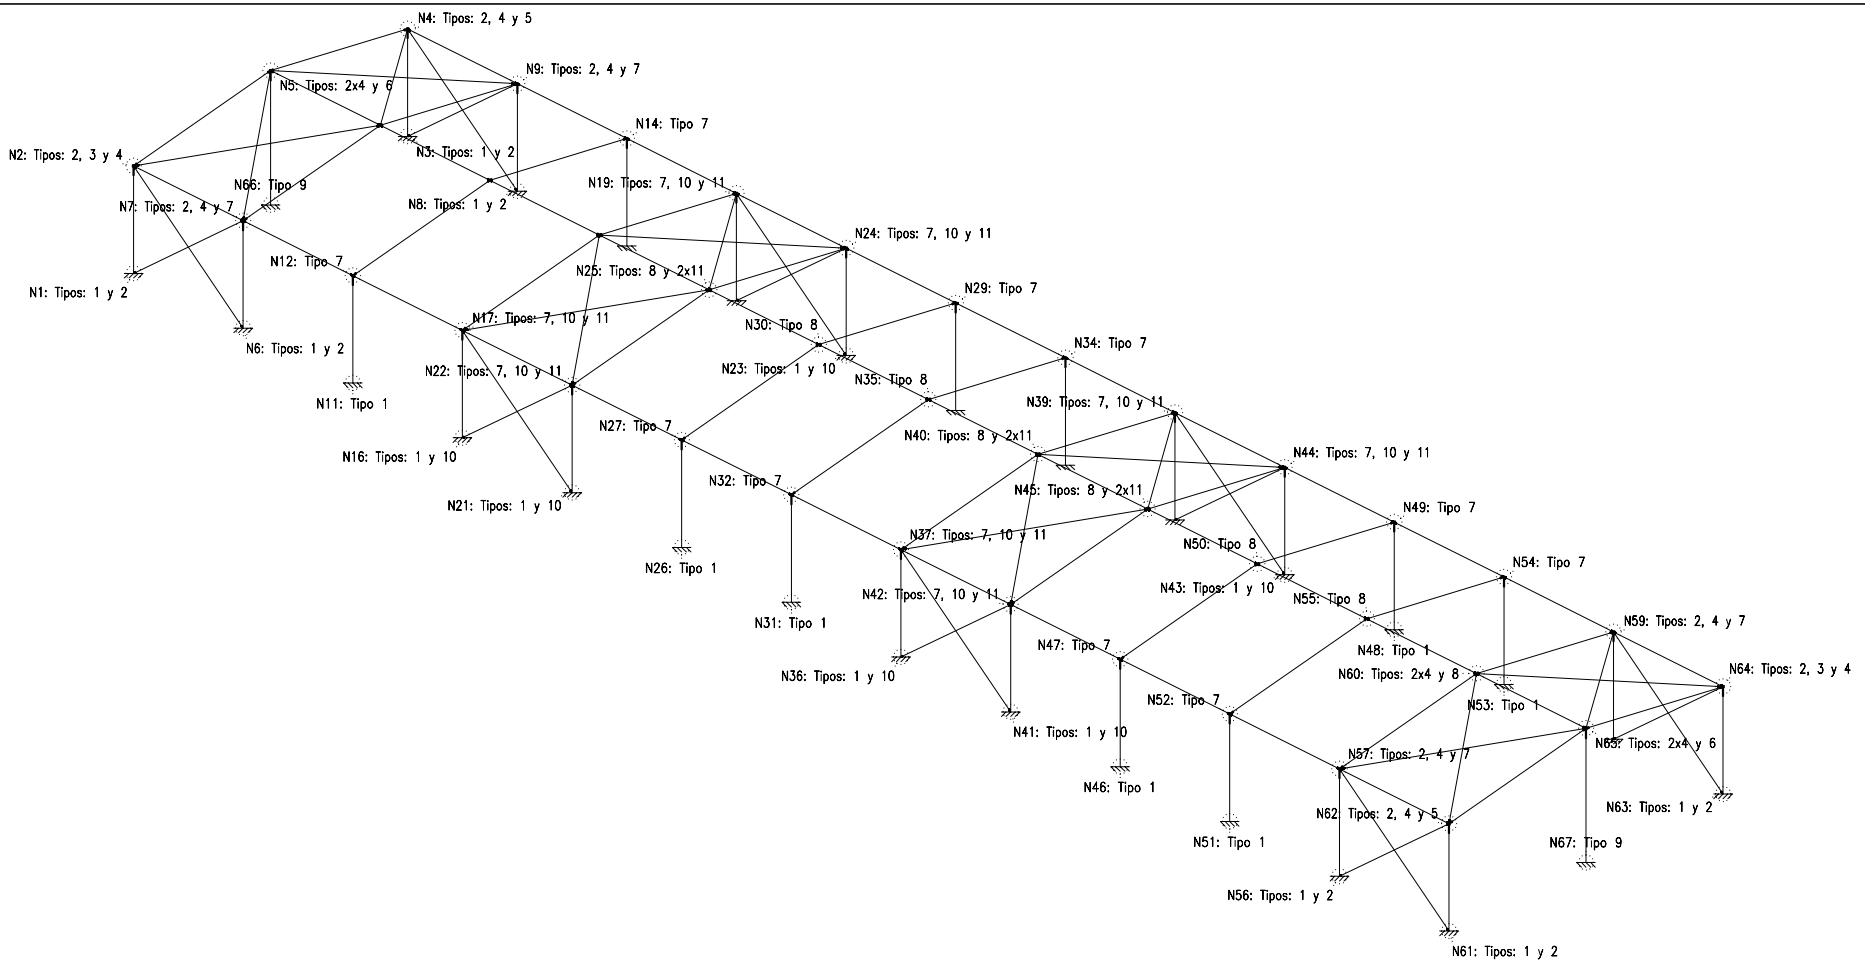 N4: Tipos: 2, 4 y 5
N9: Tipos: 2, 4 y 7
N5: Tipos: 2x4 y 6
N14: Tipo 7
N2: Tipos: 2, 3 y 4
N3: Tipos: 1 y 2
N66: Tipo 9
N19: Tipos: 7, 10 y 11
N7: Tipos: 2, 4 y 7
N8: Tipos: 1 y 2
N24: Tipos: 7, 10 y 11
N12: Tipo 7
N25: Tipos: 8 y 2x11
N1: Tipos: 1 y 2
N29: Tipo 7
N17: Tipos: 7, 10 y 11
N30: Tipo 8
N6: Tipos: 1 y 2
N34: Tipo 7
N22: Tipos: 7, 10 y 11
N23: Tipos: 1 y 10
N35: Tipo 8
N11: Tipo 1
N39: Tipos: 7, 10 y 11
N27: Tipo 7
N40: Tipos: 8 y 2x11
N16: Tipos: 1 y 10
N44: Tipos: 7, 10 y 11
N32: Tipo 7
N45: Tipos: 8 y 2x11
N21: Tipos: 1 y 10
N49: Tipo 7
N37: Tipos: 7, 10 y 11
N50: Tipo 8
N26: Tipo 1
N54: Tipo 7
N42: Tipos: 7, 10 y 11
N43: Tipos: 1 y 10
N55: Tipo 8
N31: Tipo 1
N59: Tipos: 2, 4 y 7
N47: Tipo 7
N48: Tipo 1
N36: Tipos: 1 y 10
N60: Tipos: 2x4 y 8
N64: Tipos: 2, 3 y 4
N52: Tipo 7
N53: Tipo 1
N41: Tipos: 1 y 10
N65: Tipos: 2x4 y 6
N57: Tipos: 2, 4 y 7
N46: Tipo 1
N63: Tipos: 1 y 2
N62: Tipos: 2, 4 y 5
N51: Tipo 1
N67: Tipo 9
N56: Tipos: 1 y 2
N61: Tipos: 1 y 2